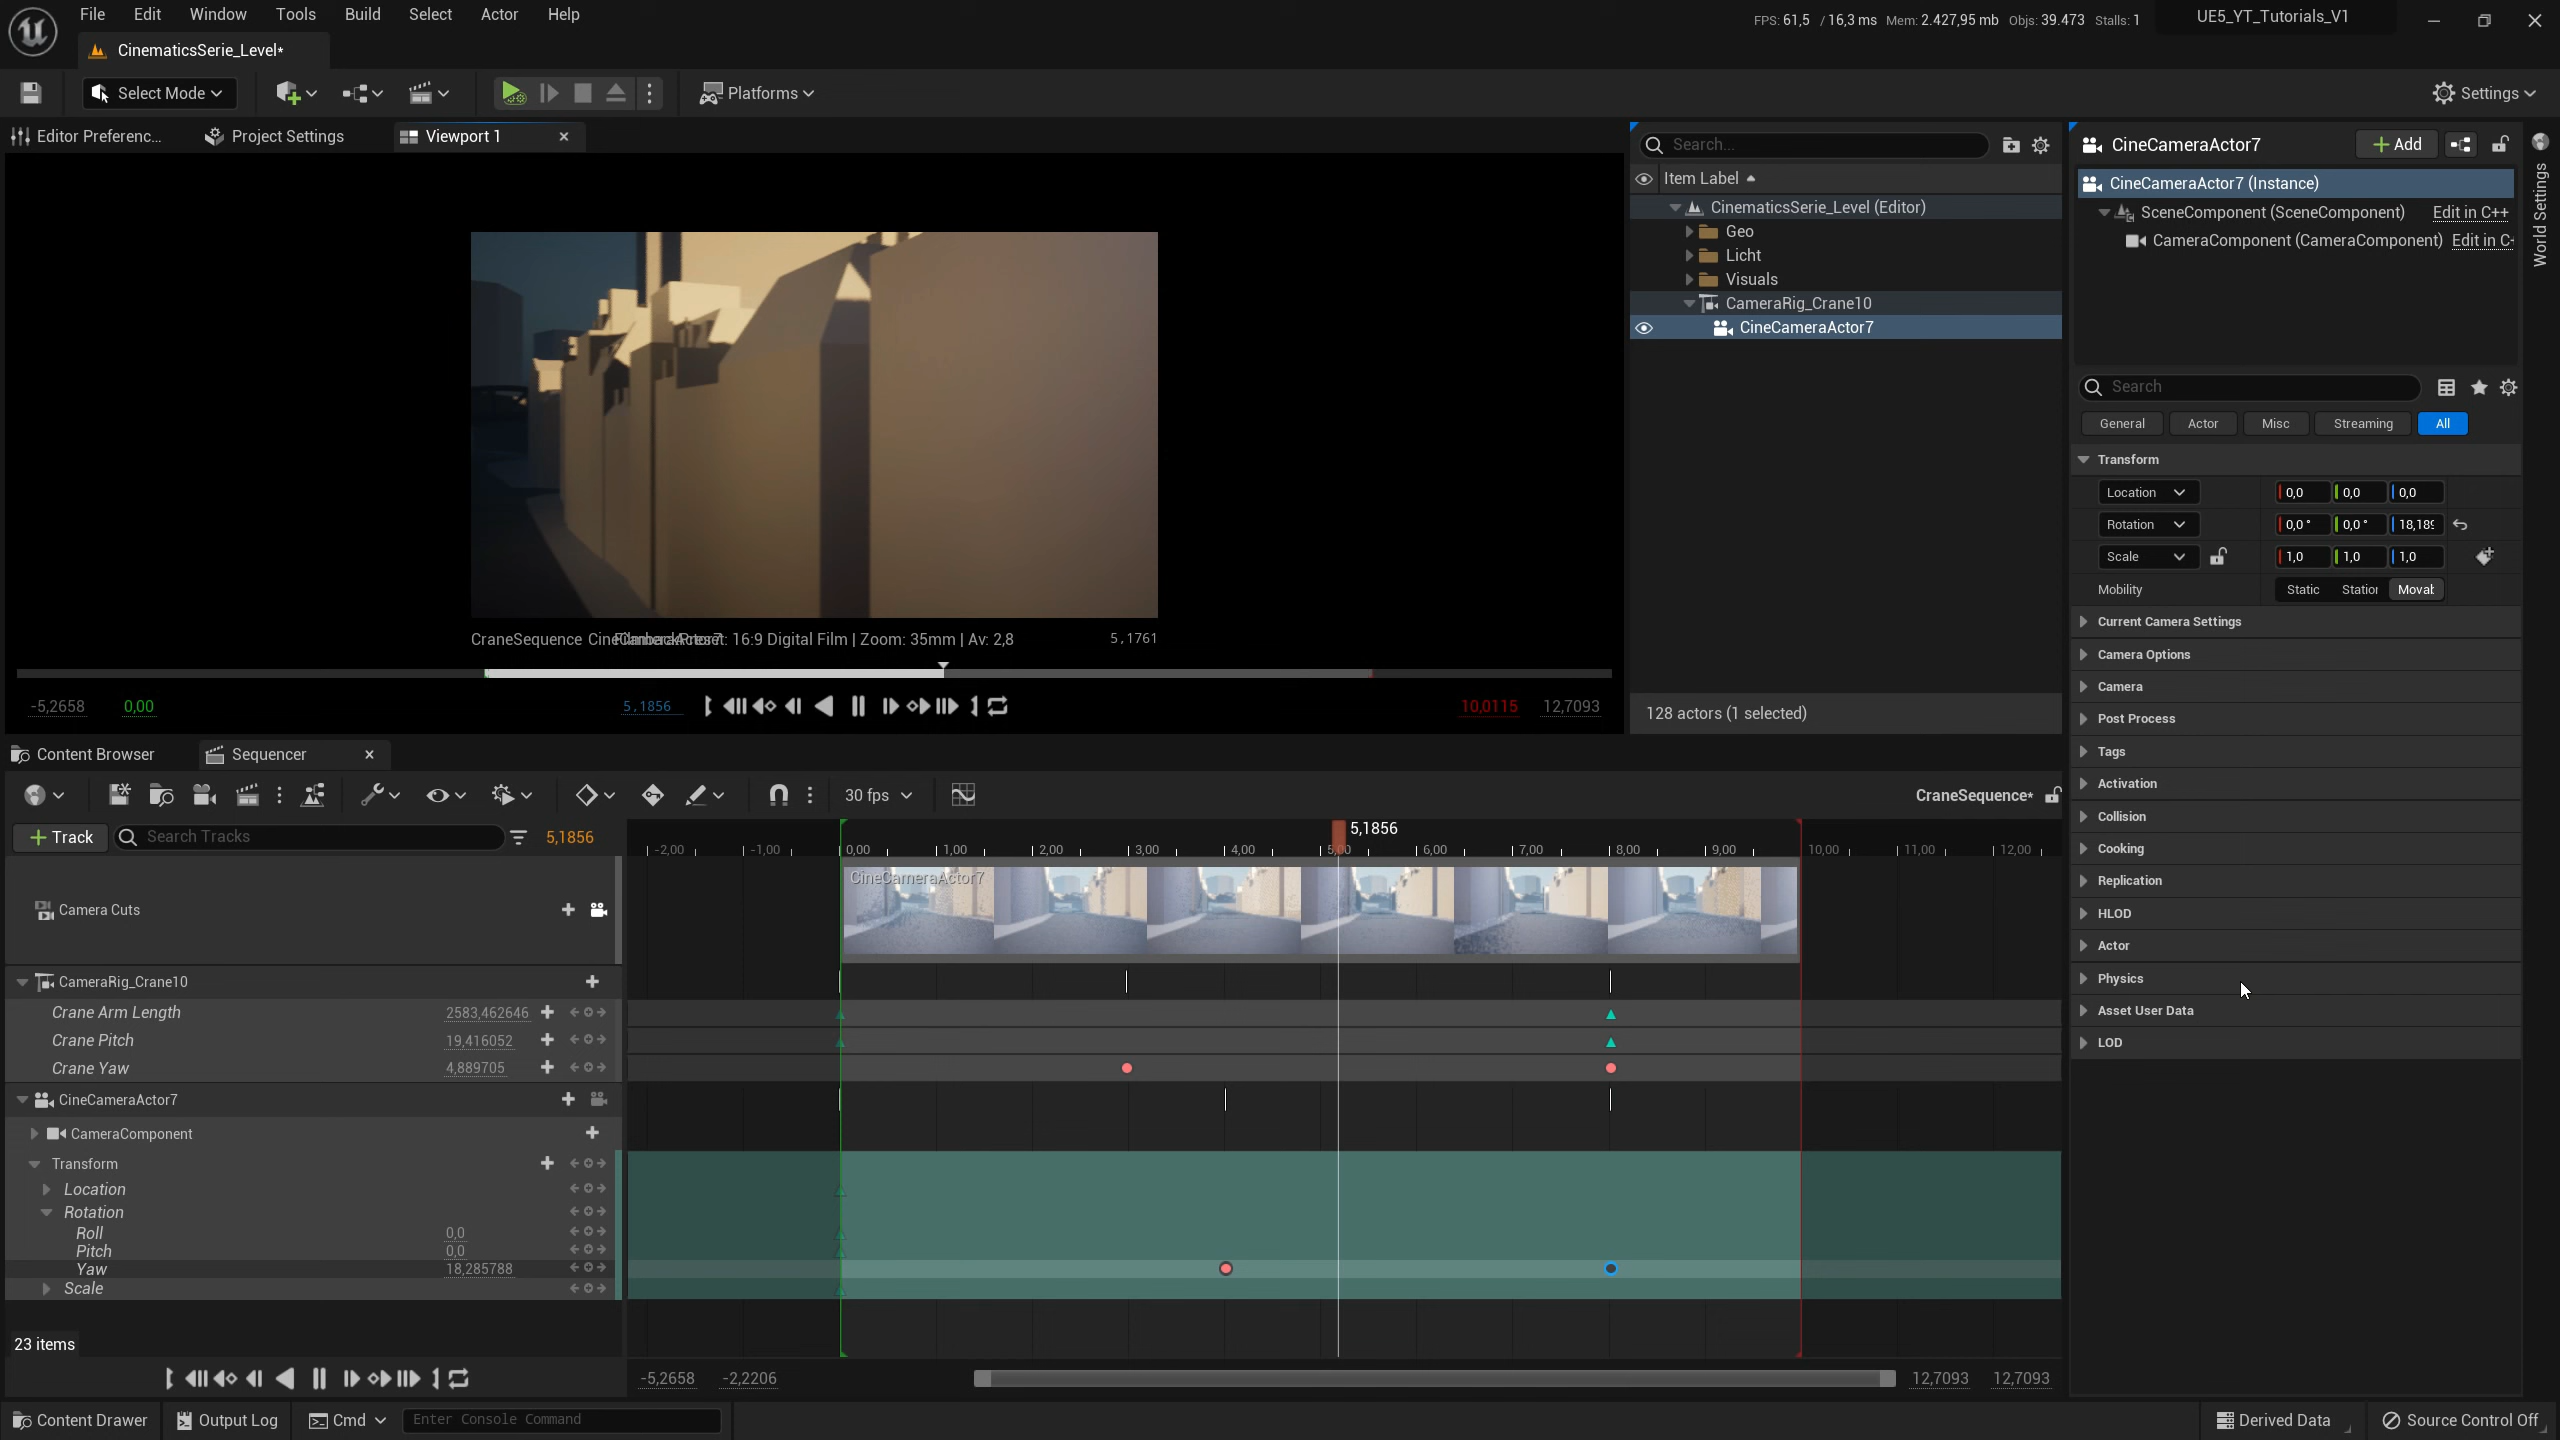 File Edit Window Tools Build Select Actor Help
FPS: 61,5 / 16,3 ms Mem: 2.427,95 mb Objs: 39.473 Stalls: 1
UE5_YT_Tutorials_V1
CinematicsSerie_Level*
Select Mode
Platforms
Settings
Editor Preferenc...
Project Settings
Viewport 1
CraneSequence
: 16:9 Digital Film | Zoom: 35mm | Av: 2,8
5,1761
-5,2658
0,00
5,1856
10,0115
12,7093
Search...
Item Label
CinematicsSerie_Level (Editor)
Geo
Licht
Visuals
CameraRig_Crane10
CineCameraActor7
128 actors (1 selected)
CineCameraActor7
Add
CineCameraActor7 (Instance)
SceneComponent (SceneComponent) Edit in C++
CameraComponent (CameraComponent) Edit in C+
World Settings
Search
General Actor Misc Streaming All
Transform
Location 0,0 0,0 0,0
Rotation 0,0 ° 0,0 ° 18,189
Scale 1,0 1,0 1,0
Mobility Static Station Movab
Current Camera Settings
Camera Options
Camera
Post Process
Tags
Activation
Collision
Cooking
Replication
HLOD
Actor
Physics
Asset User Data
LOD
Content Browser
Sequencer
30 fps
CraneSequence*
Track
Search Tracks
5,1856
5,1856
-2,00 -1,00 0,00 1,00 2,00 3,00 4,00 5,00 6,00 7,00 8,00 9,00 10,00 11,00 12,00
Camera Cuts
CineCameraActor7
CameraRig_Crane10
Crane Arm Length 2583,462646
Crane Pitch 19,416052
Crane Yaw 4,889705
CineCameraActor7
CameraComponent
Transform
Location
Rotation
Roll 0,0
Pitch 0,0
Yaw 18,285788
Scale
23 items
-5,2658 -2,2206 12,7093 12,7093
Content Drawer
Output Log
Cmd
Enter Console Command
Derived Data
Source Control Off